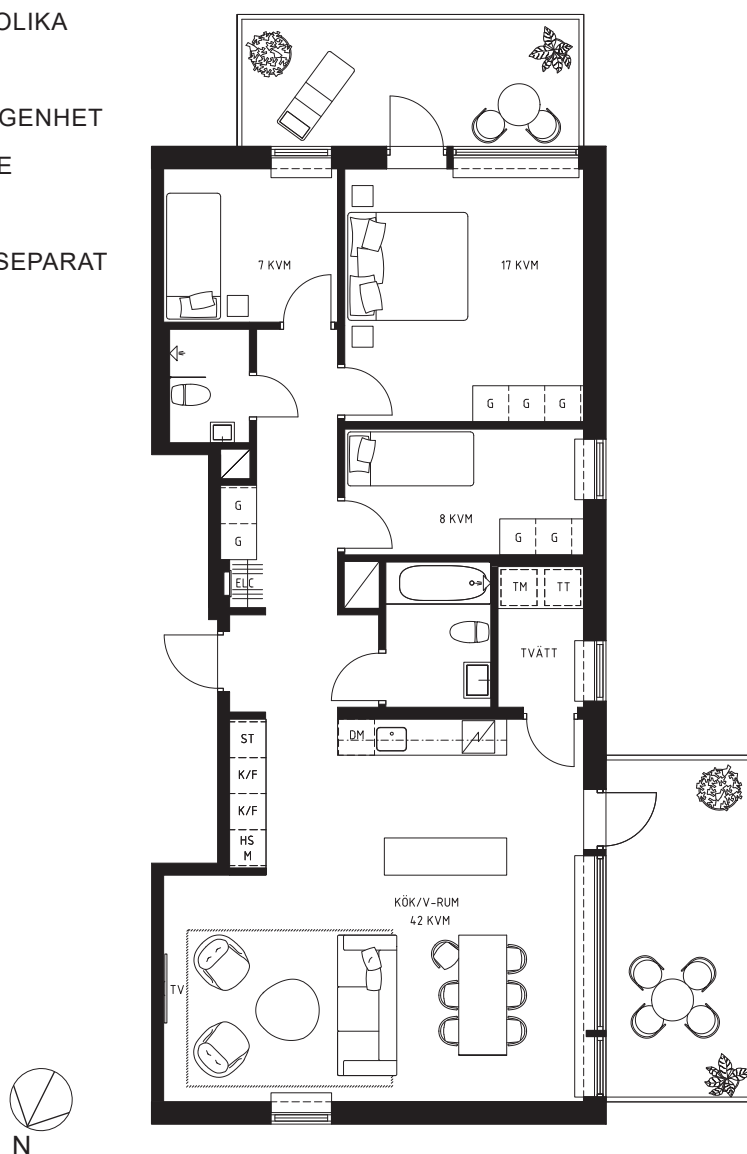 OLIKA
GENHET
E
SEPARAT
7 KVM
17 KVM
G G G
8 KVM
G
G
G G
ELC
TM TT
TVÄTT
ST
DM
K/F
K/F
HS
M
KÖK/V-RUM
42 KVM
TV
N